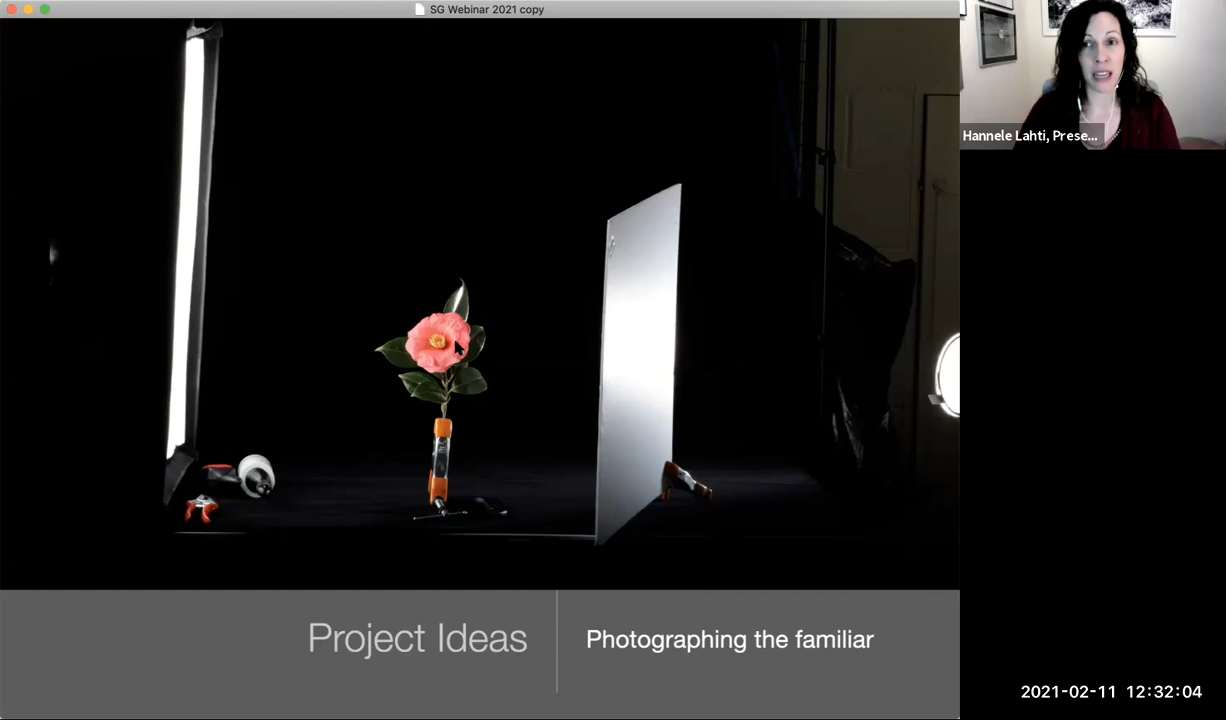 SG Webinar 2021 copy
Hannele Lahti, Prese...
Project Ideas
Photographing the familiar
2021-02-11 12:32:04